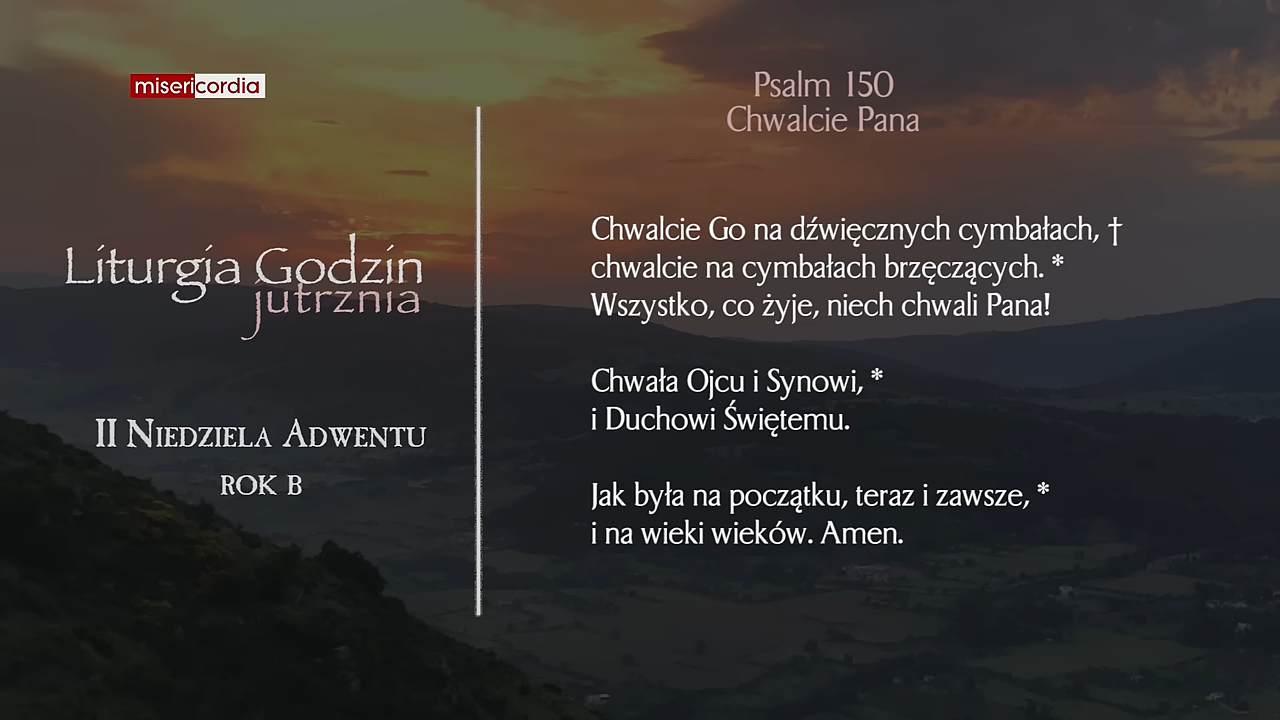 misericordia
Liturgia Godzin
jutrznia
II Niedziela Adwentu
rok B
Psalm 150
Chwalcie Pana
Chwalcie Go na dźwięcznych cymbałach, †
chwalcie na cymbałach brzęczących. *
Wszystko, co żyje, niech chwali Pana!
Chwała Ojcu i Synowi, *
i Duchowi Świętemu.
Jak była na początku, teraz i zawsze, *
i na wieki wieków. Amen.